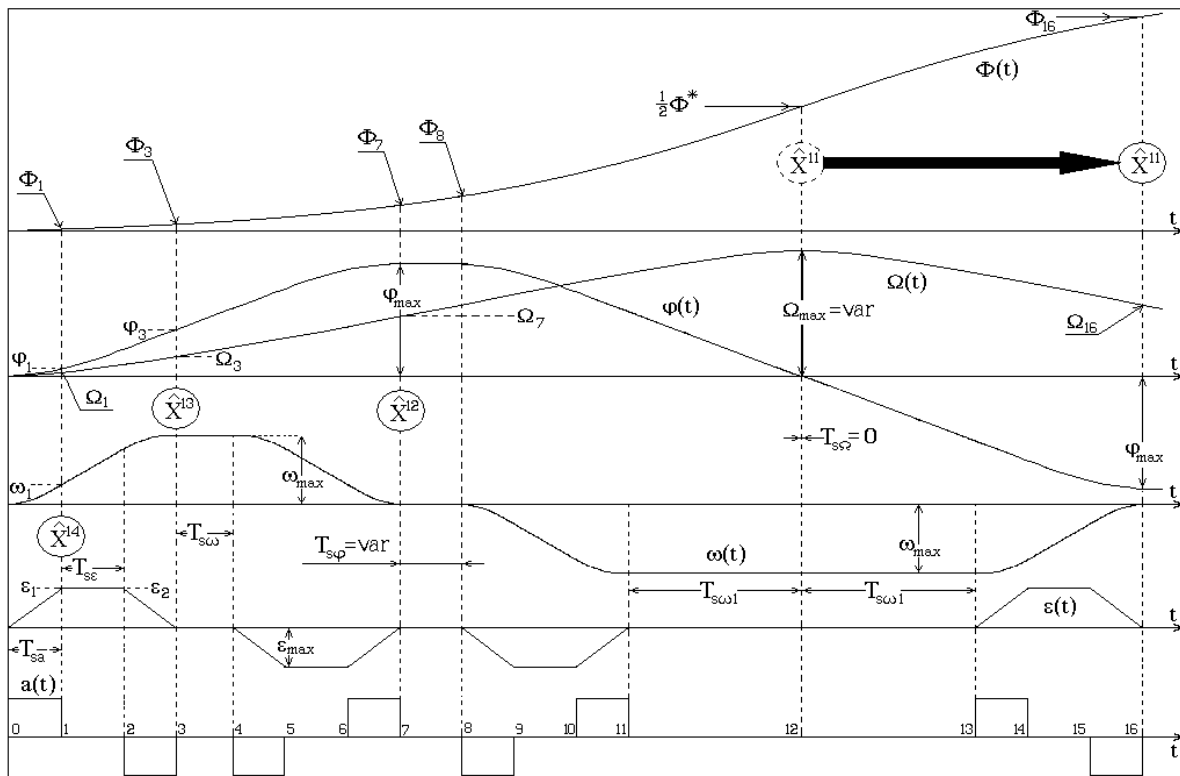 Φ₁₆
Φ(t)
½Φ*
Φ₈
Φ₇
Φ₃
Φ₁
X̂¹¹
X̂¹¹
t
Ω(t)
φmax
φ(t)
Ωmax=var
φ₃
Ω₇
Ω₁₆
Ω₃
φ₁
t
Ω₁
X̂¹³
X̂¹²
TsΩ=0
φmax
ωmax
ω₁
t
X̂¹⁴
Tsω
Tsφ=var
ωmax
ω(t)
Tsε
Tsω1
Tsω1
ε₁
ε₂
ε(t)
t
εmax
Tsa
a(t)
0 1 2 3 4 5 6 7 8 9 10 11 12 13 14 15 16
t